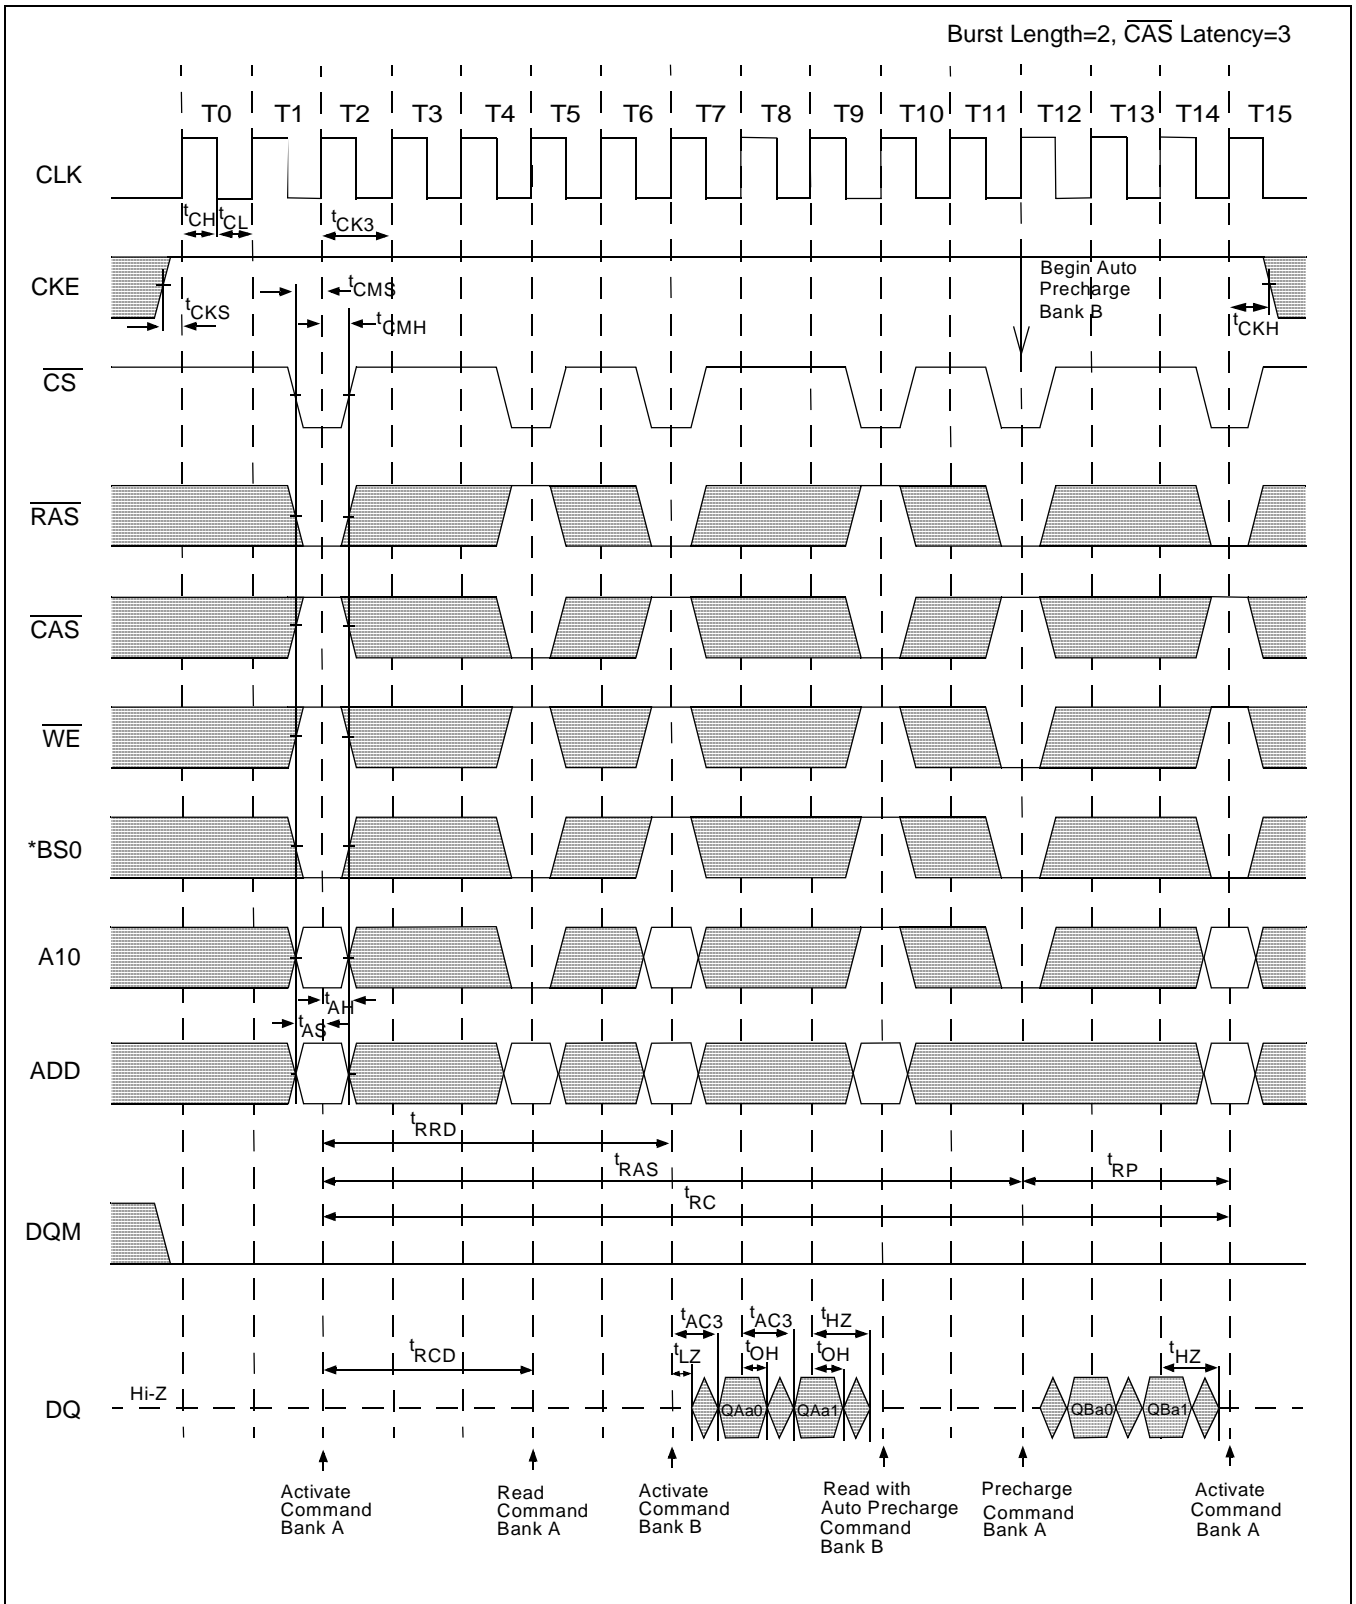 Burst Length=2, CAS Latency=3
T0 T1 T2 T3 T4 T5 T6 T7 T8 T9 T10 T11 T12 T13 T14 T15
CLK
tCH tCL tCK3
CKE
tCKS
tCMS
tCMH
Begin Auto
Precharge
Bank B
tCKH
CS
RAS
CAS
WE
*BS0
A10
tAH
tAS
ADD
tRRD
tRAS
tRP
tRC
DQM
tAC3 tAC3 tHZ
tRCD
tLZ tOH tOH tHZ
Hi-Z
DQ
QAa0 QAa1 QBa0 QBa1
Activate
Command
Bank A
Read
Command
Bank A
Activate
Command
Bank B
Read with
Auto Precharge
Command
Bank B
Precharge
Command
Bank A
Activate
Command
Bank A